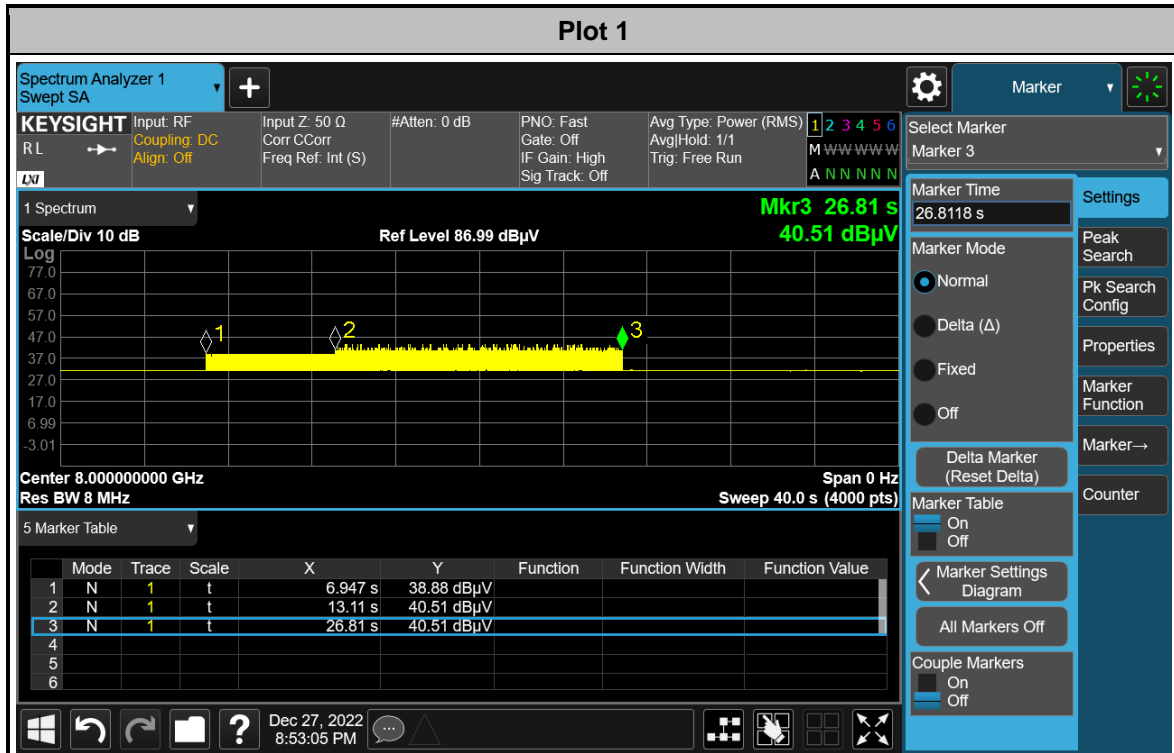 Plot 1
Spectrum Analyzer 1
Swept SA
Marker
KEYSIGHT
R L
LXI
Input: RF
Coupling: DC
Align: Off
Input Z: 50 Ω
Corr CCorr
Freq Ref: Int (S)
#Atten: 0 dB
PNO: Fast
Gate: Off
IF Gain: High
Sig Track: Off
Avg Type: Power (RMS)
Avg|Hold: 1/1
Trig: Free Run
1 2 3 4 5 6
M W W W W W
A N N N N N
Select Marker
Marker 3
1 Spectrum
Scale/Div 10 dB
Ref Level 86.99 dBµV
Mkr3 26.81 s
40.51 dBµV
Log
77.0
67.0
57.0
47.0
37.0
27.0
17.0
6.99
-3.01
1
2
3
Center 8.000000000 GHz
Span 0 Hz
Res BW 8 MHz
Sweep 40.0 s (4000 pts)
5 Marker Table
Mode Trace Scale X Y Function Function Width Function Value
1 N 1 t 6.947 s 38.88 dBµV
2 N 1 t 13.11 s 40.51 dBµV
3 N 1 t 26.81 s 40.51 dBµV
4
5
6
Marker Time
26.8118 s
Marker Mode
Normal
Delta (Δ)
Fixed
Off
Delta Marker
(Reset Delta)
Marker Table
On
Off
Marker Settings
Diagram
All Markers Off
Couple Markers
On
Off
Settings
Peak
Search
Pk Search
Config
Properties
Marker
Function
Marker→
Counter
?
Dec 27, 2022
8:53:05 PM